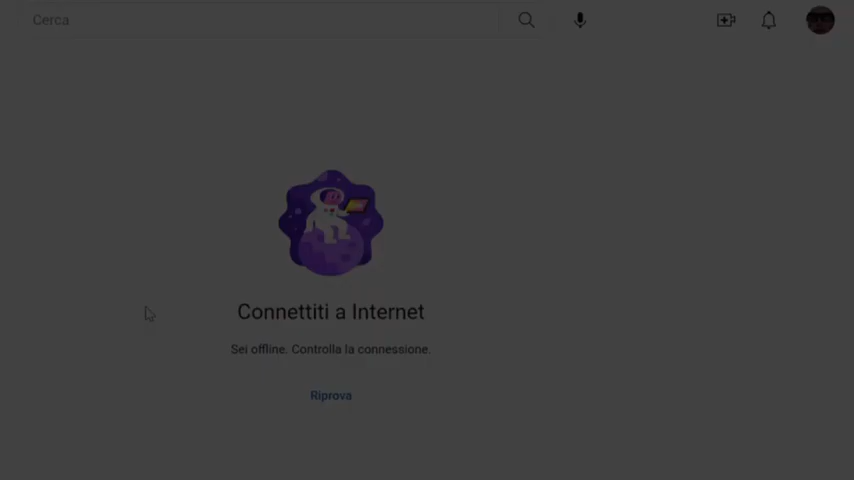 Cerca
Connettiti a Internet
Sei offline. Controlla la connessione.
Riprova